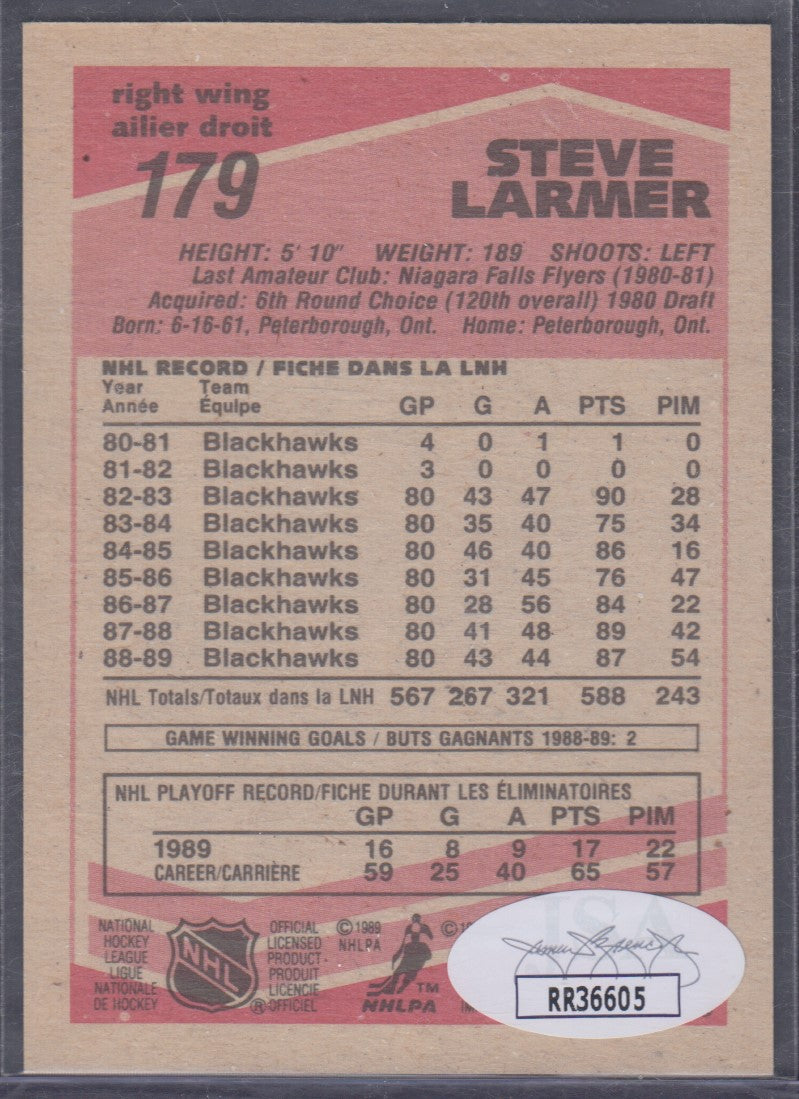 right wing
ailier droit
179
STEVE
LARMER
HEIGHT: 5' 10" WEIGHT: 189 SHOOTS: LEFT
Last Amateur Club: Niagara Falls Flyers (1980-81)
Acquired: 6th Round Choice (120th overall) 1980 Draft
Born: 6-16-61, Peterborough, Ont. Home: Peterborough, Ont.
NHL RECORD / FICHE DANS LA LNH
Year Team
Année Équipe GP G A PTS PIM
80-81 Blackhawks 4 0 1 1 0
81-82 Blackhawks 3 0 0 0 0
82-83 Blackhawks 80 43 47 90 28
83-84 Blackhawks 80 35 40 75 34
84-85 Blackhawks 80 46 40 86 16
85-86 Blackhawks 80 31 45 76 47
86-87 Blackhawks 80 28 56 84 22
87-88 Blackhawks 80 41 48 89 42
88-89 Blackhawks 80 43 44 87 54
NHL Totals/Totaux dans la LNH 567 267 321 588 243
GAME WINNING GOALS / BUTS GAGNANTS 1988-89: 2
NHL PLAYOFF RECORD/FICHE DURANT LES ÉLIMINATOIRES
GP G A PTS PIM
1989 16 8 9 17 22
CAREER/CARRIÈRE 59 25 40 65 57
NATIONAL
HOCKEY
LEAGUE
LIGUE
NATIONALE
DE HOCKEY
NHL
OFFICIAL
LICENSED
PRODUCT-
PRODUIT
LICENCIE
® OFFICIEL
© 1989
NHLPA
TM
NHLPA
©
JSA
RR36605